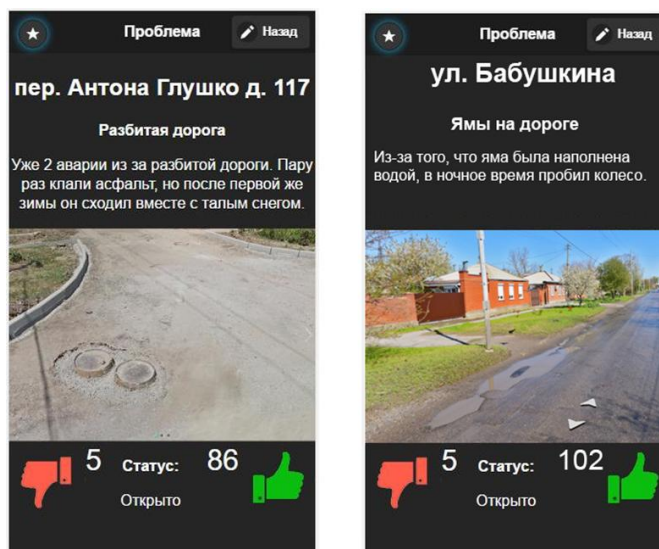 Проблема
Назад
пер. Антона Глушко д. 117
Разбитая дорога
Уже 2 аварии из за разбитой дороги. Пару
раз клали асфальт, но после первой же
зимы он сходил вместе с талым снегом.
5 Статус: 86
Открыто
Проблема
Назад
ул. Бабушкина
Ямы на дороге
Из-за того, что яма была наполнена
водой, в ночное время пробил колесо.
5 Статус: 102
Открыто